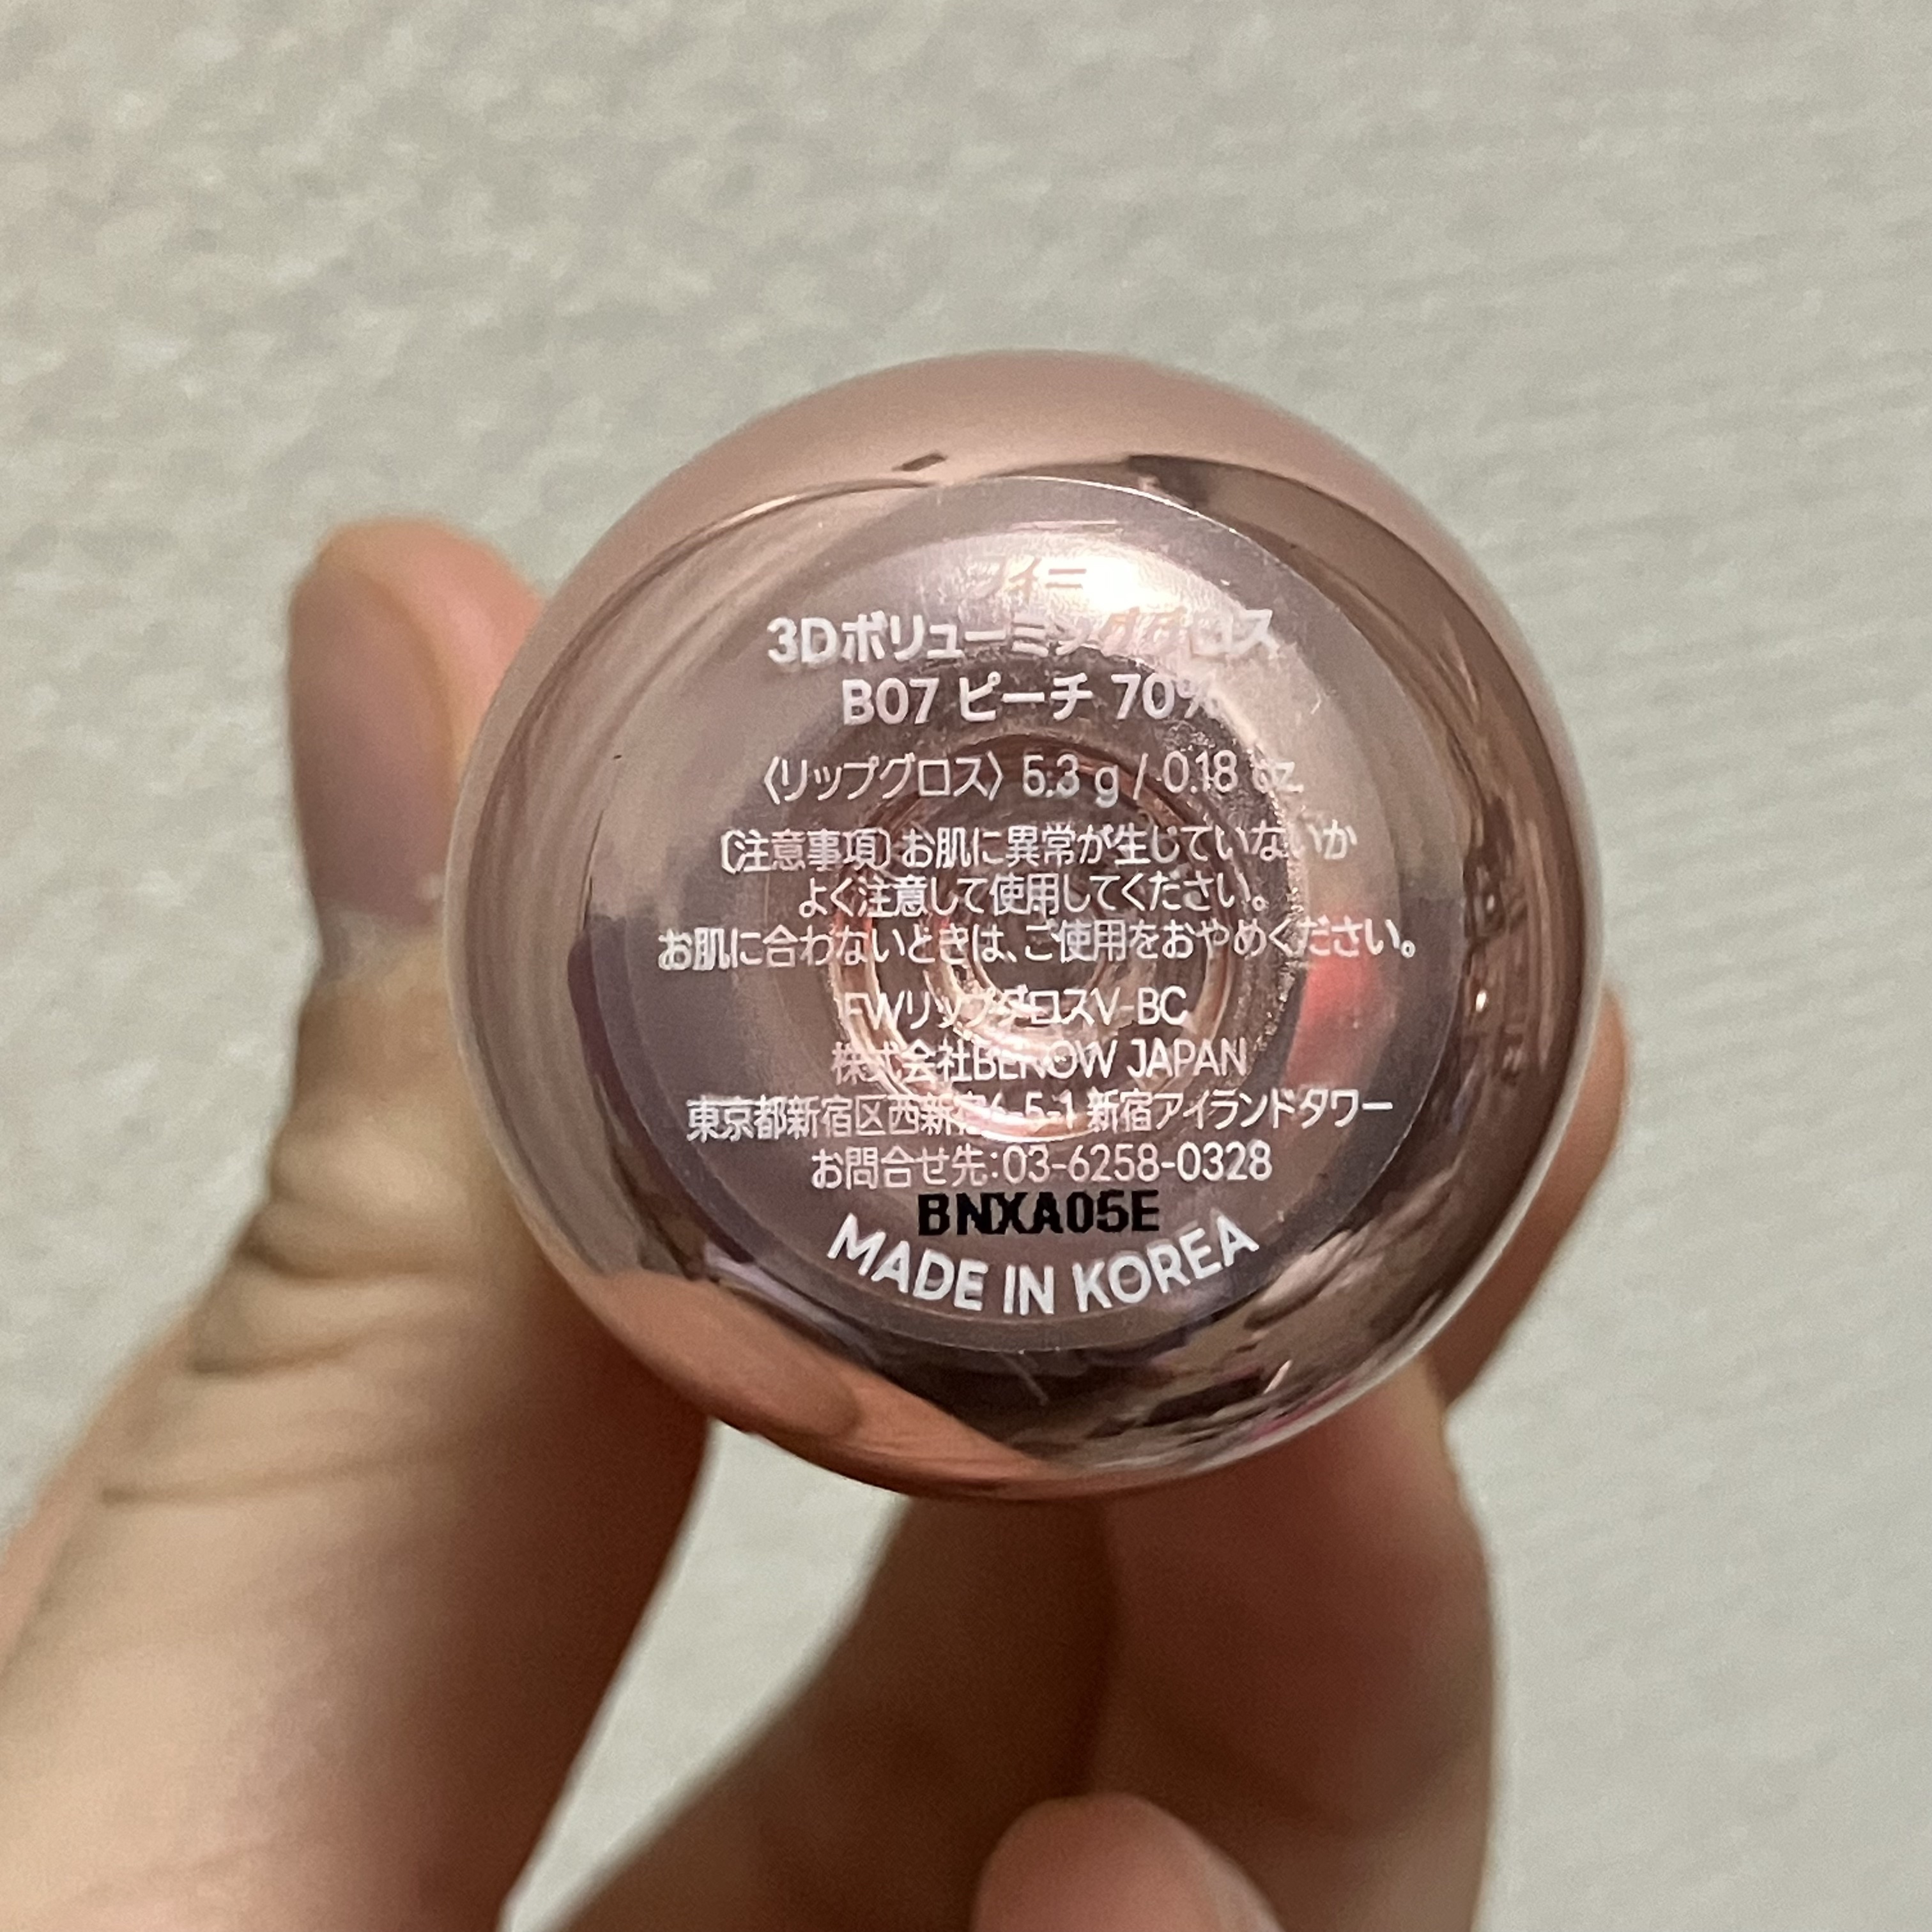 フィー
3Dボリューミンググロス
B07 ピーチ 70%
〈リップグロス〉 5.3 g / 0.18 oz
〔注意事項〕お肌に異常が生じていないか
よく注意して使用してください。
お肌に合わないときは、ご使用をおやめください。
FWリップグロスV-BC
株式会社BENOW JAPAN
東京都新宿区西新宿6-5-1 新宿アイランドタワー
お問合せ先：03-6258-0328
BNXA05E
MADE IN KOREA